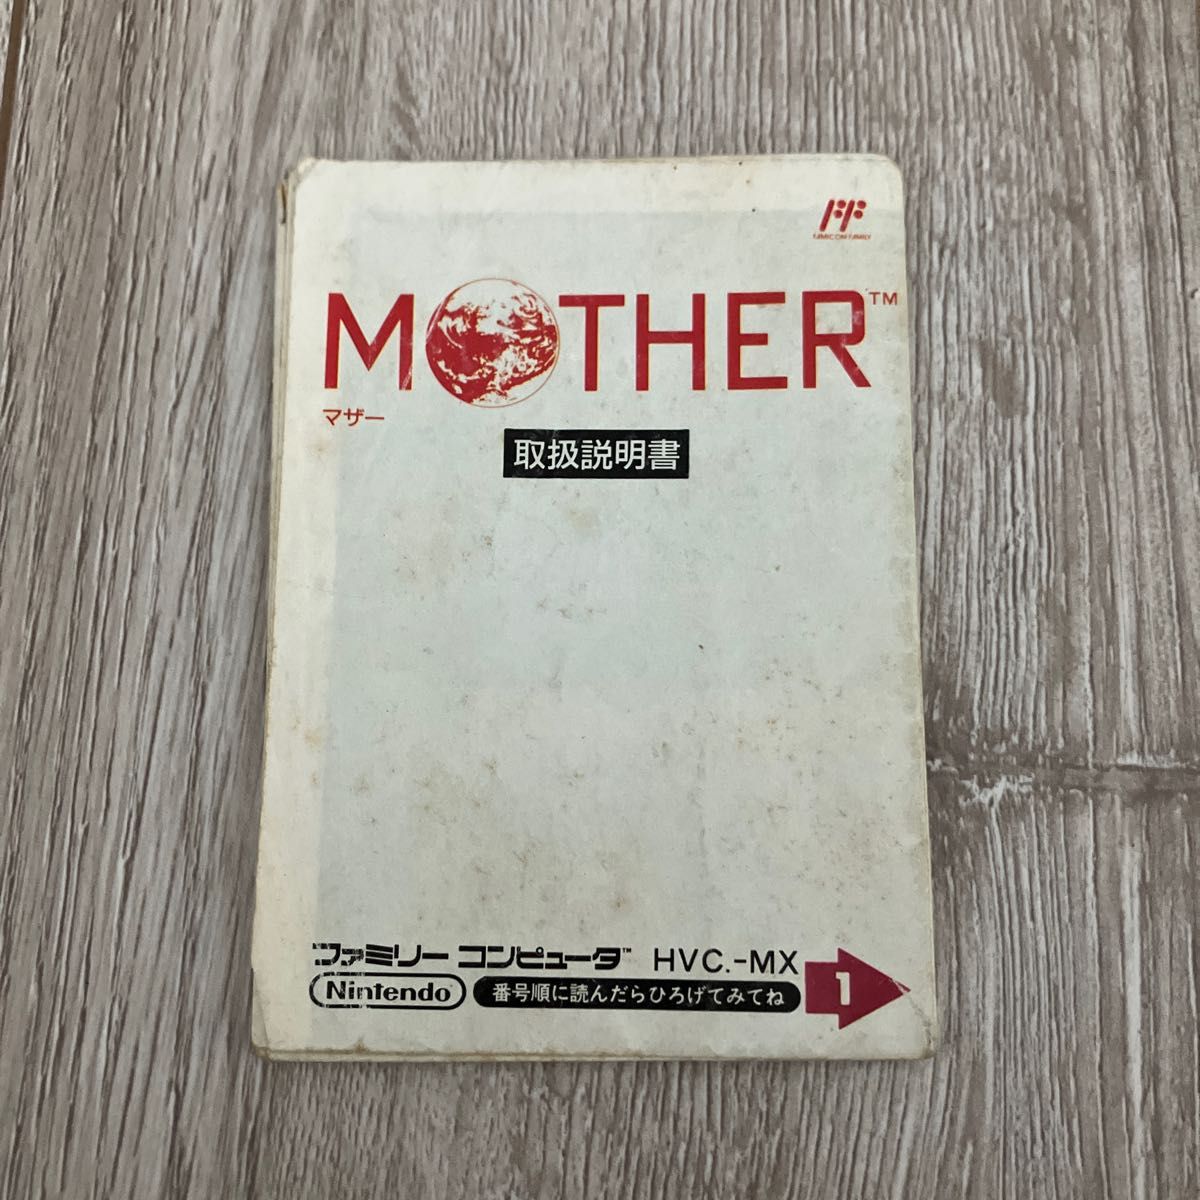 FAMICOM FAMILY
MOTHER™
マザー
取扱説明書
ファミリー コンピュータ™ HVC.-MX
Nintendo 番号順に読んだらひろげてみてね 1